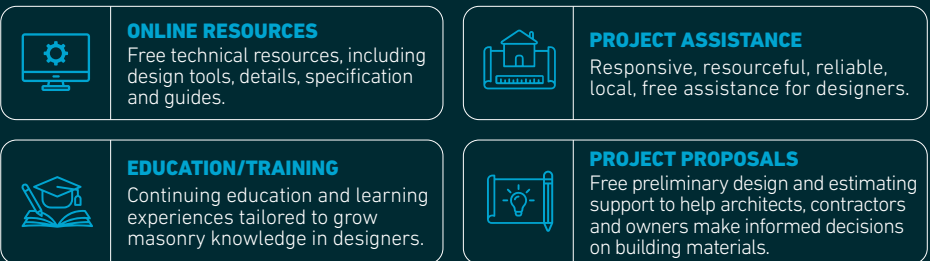 ONLINE RESOURCES
Free technical resources, including
design tools, details, specification
and guides.
PROJECT ASSISTANCE
Responsive, resourceful, reliable,
local, free assistance for designers.
EDUCATION/TRAINING
Continuing education and learning
experiences tailored to grow
masonry knowledge in designers.
PROJECT PROPOSALS
Free preliminary design and estimating
support to help architects, contractors
and owners make informed decisions
on building materials.